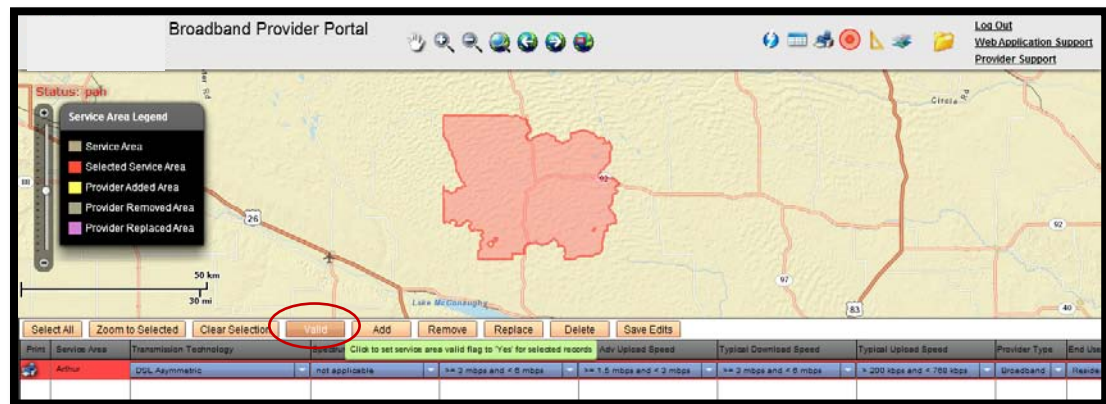 Broadband Provider Portal
Log Out
Web Application Support
Provider Support
Status: pan
Circle Rd
Service Area Legend
Service Area
Selected Service Area
Provider Added Area
Provider Removed Area
Provider Replaced Area
92
26
92
97
50 km
30 mi
Lake McConaughy
83
40
Select All Zoom to Selected Clear Selection Valid Add Remove Replace Delete Save Edits
Print Service Area Transmission Technology Click to set service area valid flag to 'Yes' for selected records Adv Upload Speed Typical Download Speed Typical Upload Speed Provider Type End Use
Arthur DSL Asymmetric not applicable >= 3 mbps and < 6 mbps >= 1.5 mbps and < 3 mbps >= 3 mbps and < 6 mbps > 200 kbps and < 768 kbps Broadband Reside